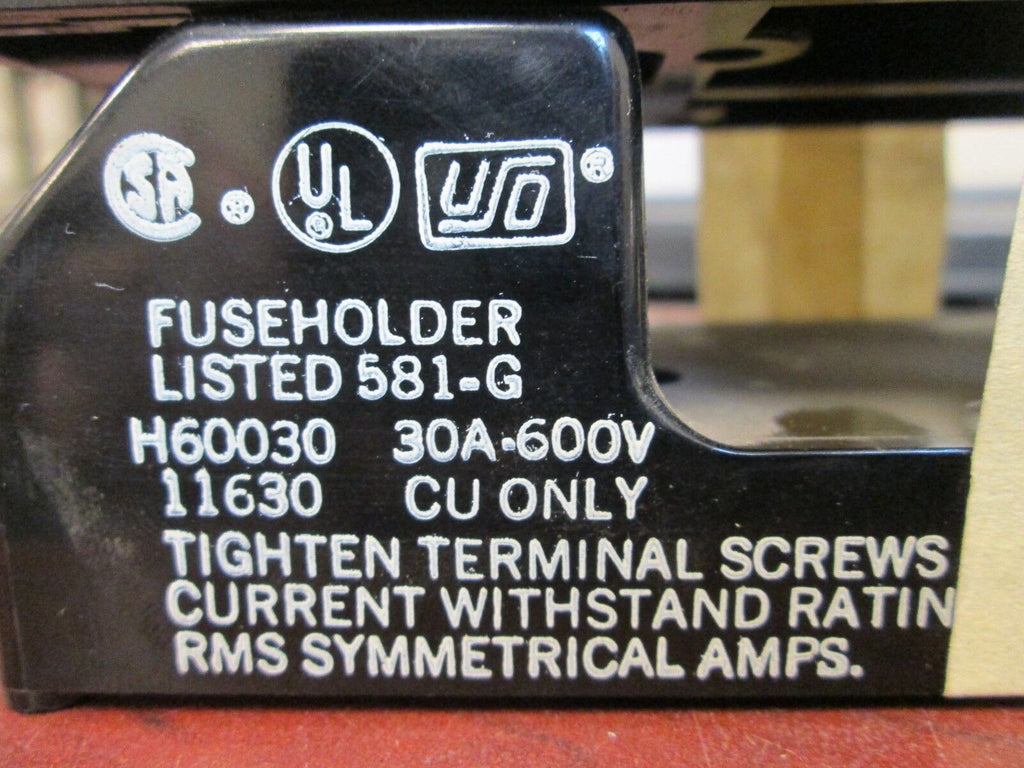 SA ® . UL ® USD ®
FUSEHOLDER
LISTED 581-G
H60030 30A-600V
11630 CU ONLY
TIGHTEN TERMINAL SCREWS
CURRENT WITHSTAND RATIN
RMS SYMMETRICAL AMPS.